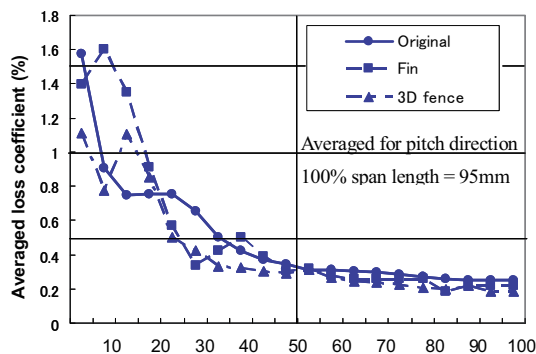 1.8
1.6
1.4
1.2
1
0.8
0.6
0.4
0.2
0
Averaged loss coefficient (%)
Original
Fin
3D fence
Averaged for pitch direction
100% span length = 95mm
10 20 30 40 50 60 70 80 90 100